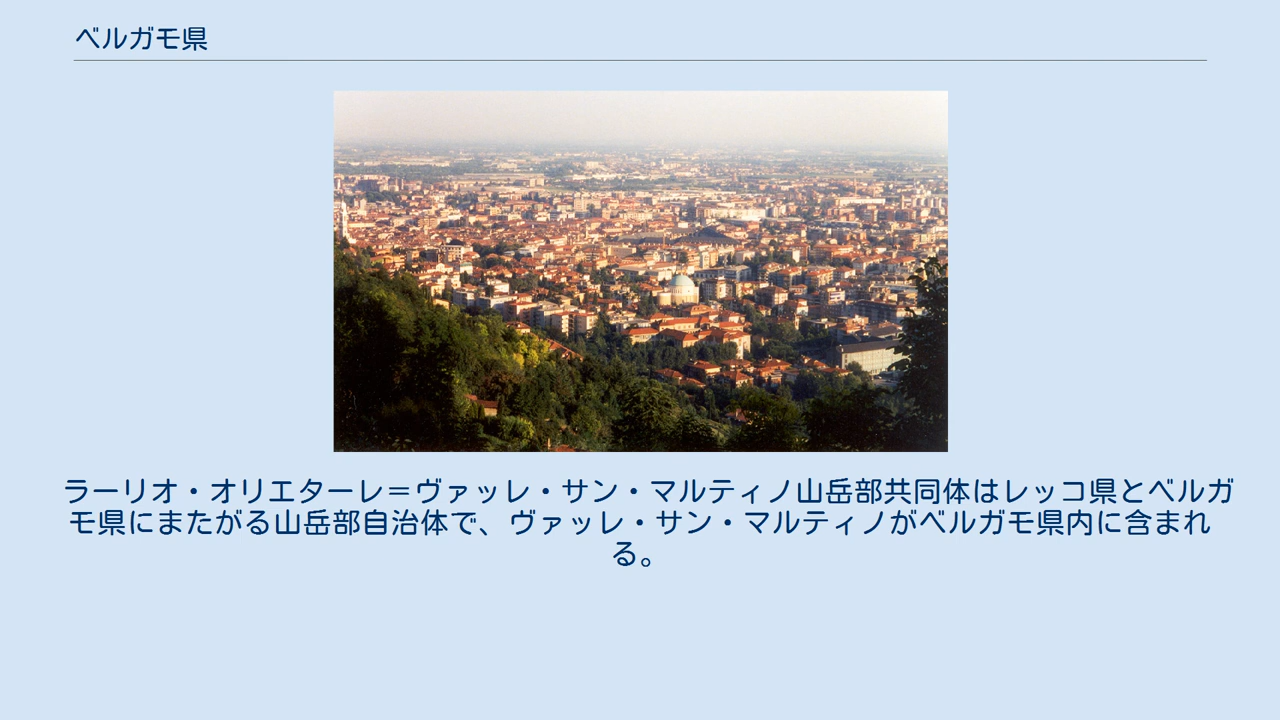 ベルガモ県
ラーリオ・オリエターレ＝ヴァッレ・サン・マルティノ山岳部共同体はレッコ県とベルガ
モ県にまたがる山岳部自治体で、ヴァッレ・サン・マルティノがベルガモ県内に含まれ
る。